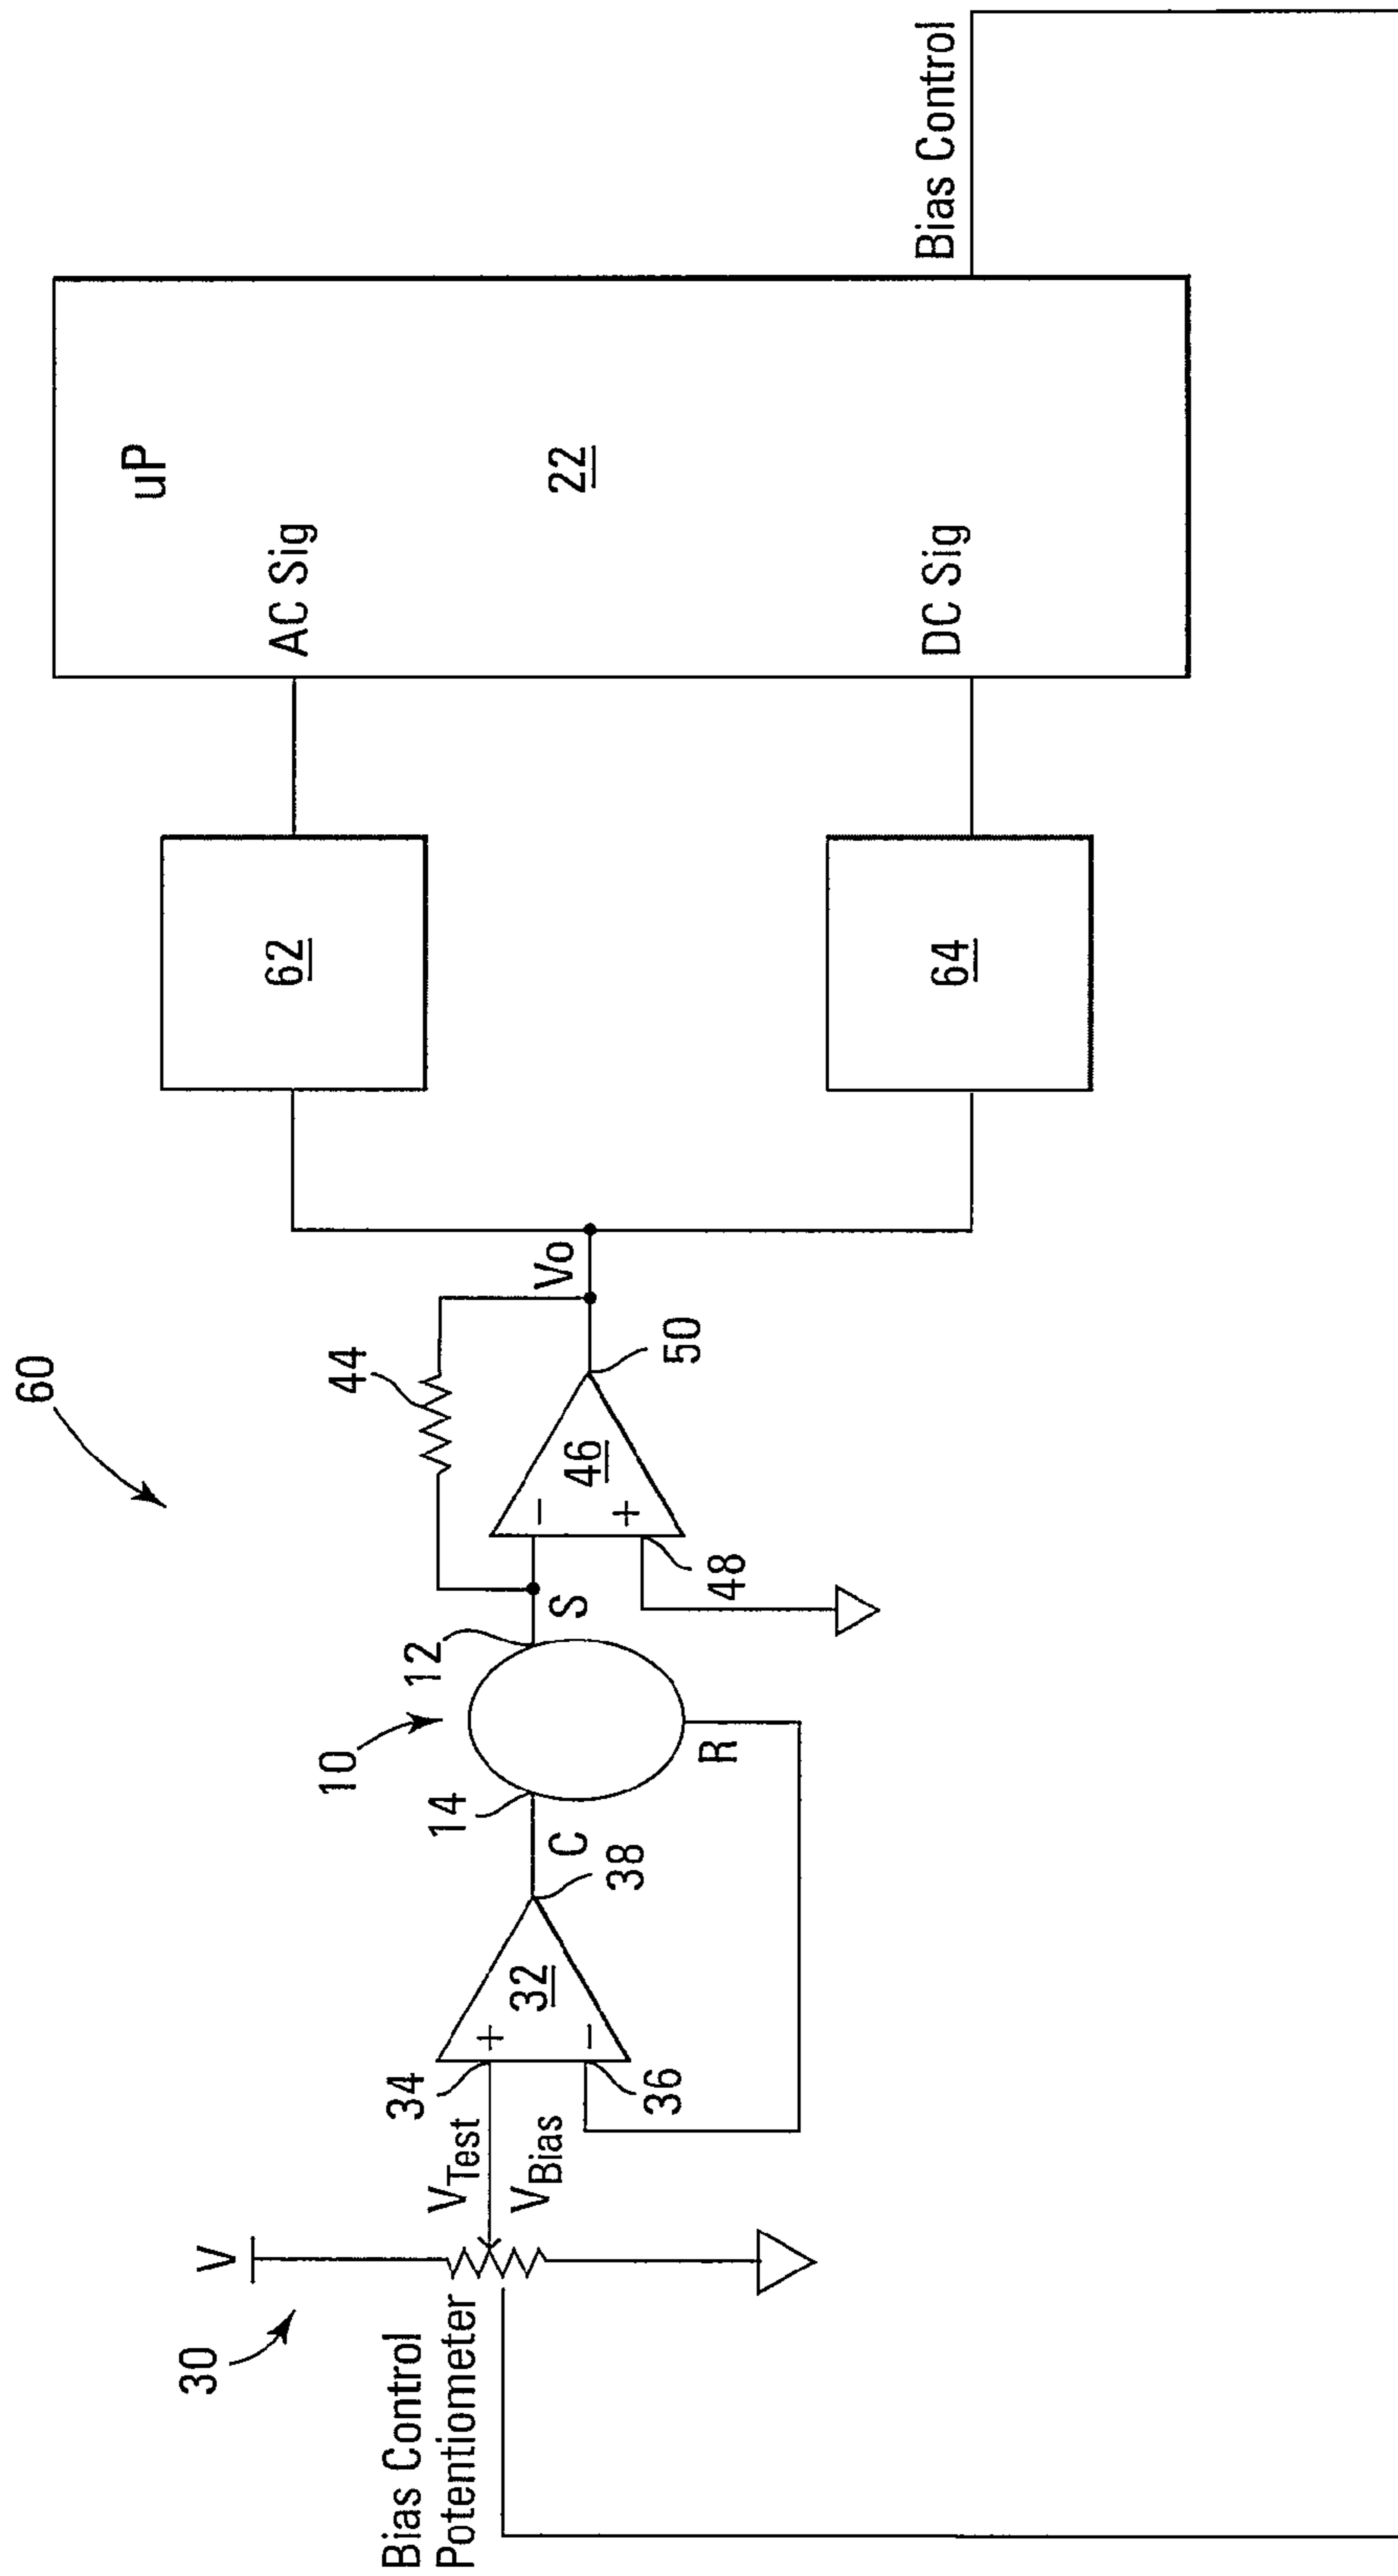 60
uP
AC Sig
22
DC Sig
Bias Control
62
64
Vo
44
50
46
−
+
48
S
12
10
14
R
C
38
32
+
−
34
36
VTest
VBias
V
30
Bias Control
Potentiometer